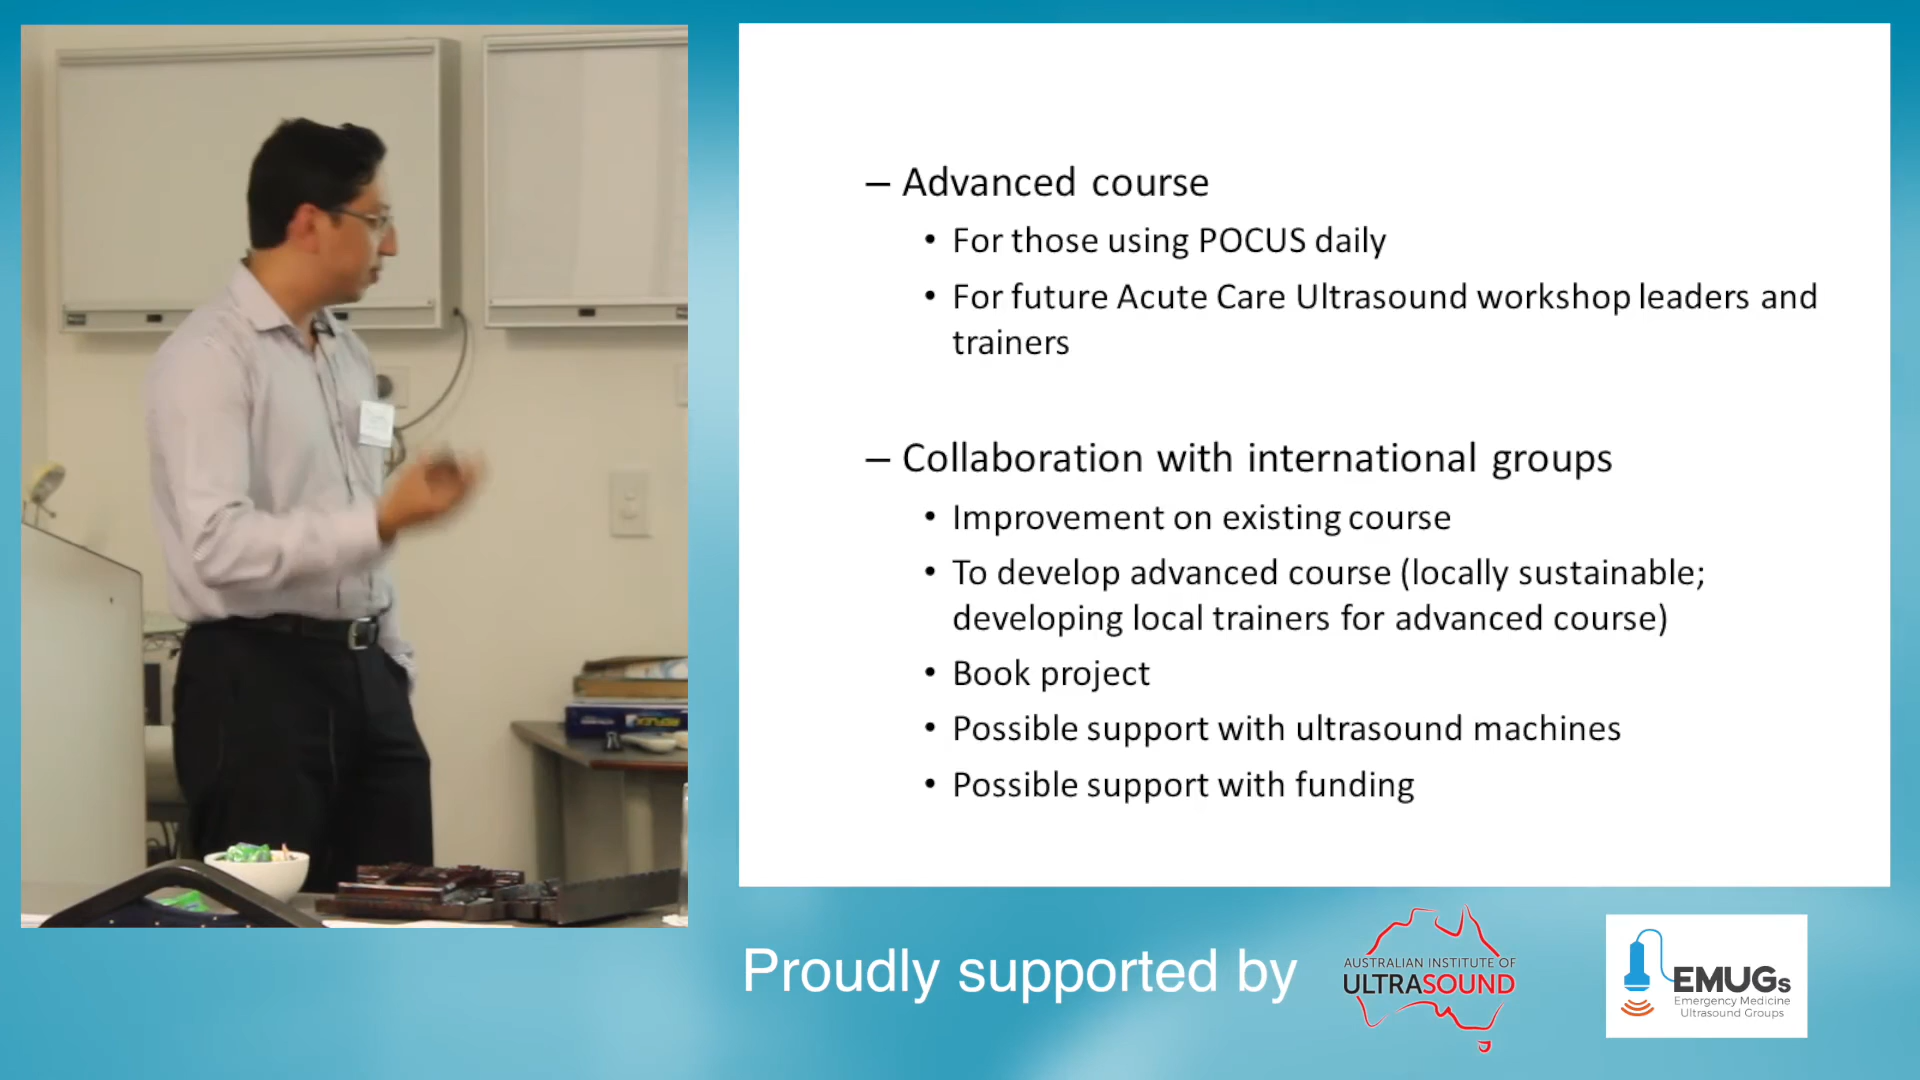 – Advanced course
• For those using POCUS daily
• For future Acute Care Ultrasound workshop leaders and
trainers
– Collaboration with international groups
• Improvement on existing course
• To develop advanced course (locally sustainable;
developing local trainers for advanced course)
• Book project
• Possible support with ultrasound machines
• Possible support with funding
REFLEX
Proudly supported by
AUSTRALIAN INSTITUTE OF
ULTRASOUND
EMUGs
Emergency Medicine
Ultrasound Groups